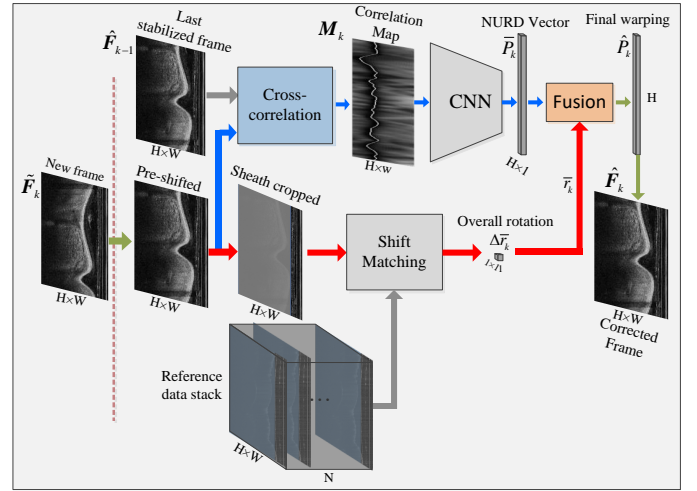 Last
stabilized frame
F̂k-1
H×W
Cross-
correlation
Mk
Correlation
Map
H×w
CNN
NURD Vector
P̅k
H×1
Fusion
Final warping
P̂k
H
New frame
F̃k
H×W
Pre-shifted
H×W
Sheath cropped
Shift
Matching
Overall rotation
Δr̅k
1×1
r̅k
F̂k
H×W
Corrected
Frame
Reference
data stack
...
H×W
N